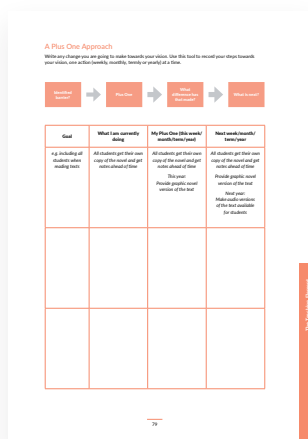 A Plus One Approach
Write any change you are going to make towards your vision. Use this tool to record your steps towards
your vision, one action (weekly, monthly, termly or yearly) at a time.
Plus One
What
difference has
that made?
What is next?
Goal
What I am currently
doing
My Plus One (this week/
month/term/year)
Next week/month/
term/year
e.g. including all
students when
reading texts
All students get their own
copy of the novel and get
notes ahead of time
All students get their own
copy of the novel and get
notes ahead of time
This year:
Provide graphic novel
version of the text
All students get their own
copy of the novel and get
notes ahead of time
Provide graphic novel
version of the text
Next year:
Make audio versions
of the text available
for students
79